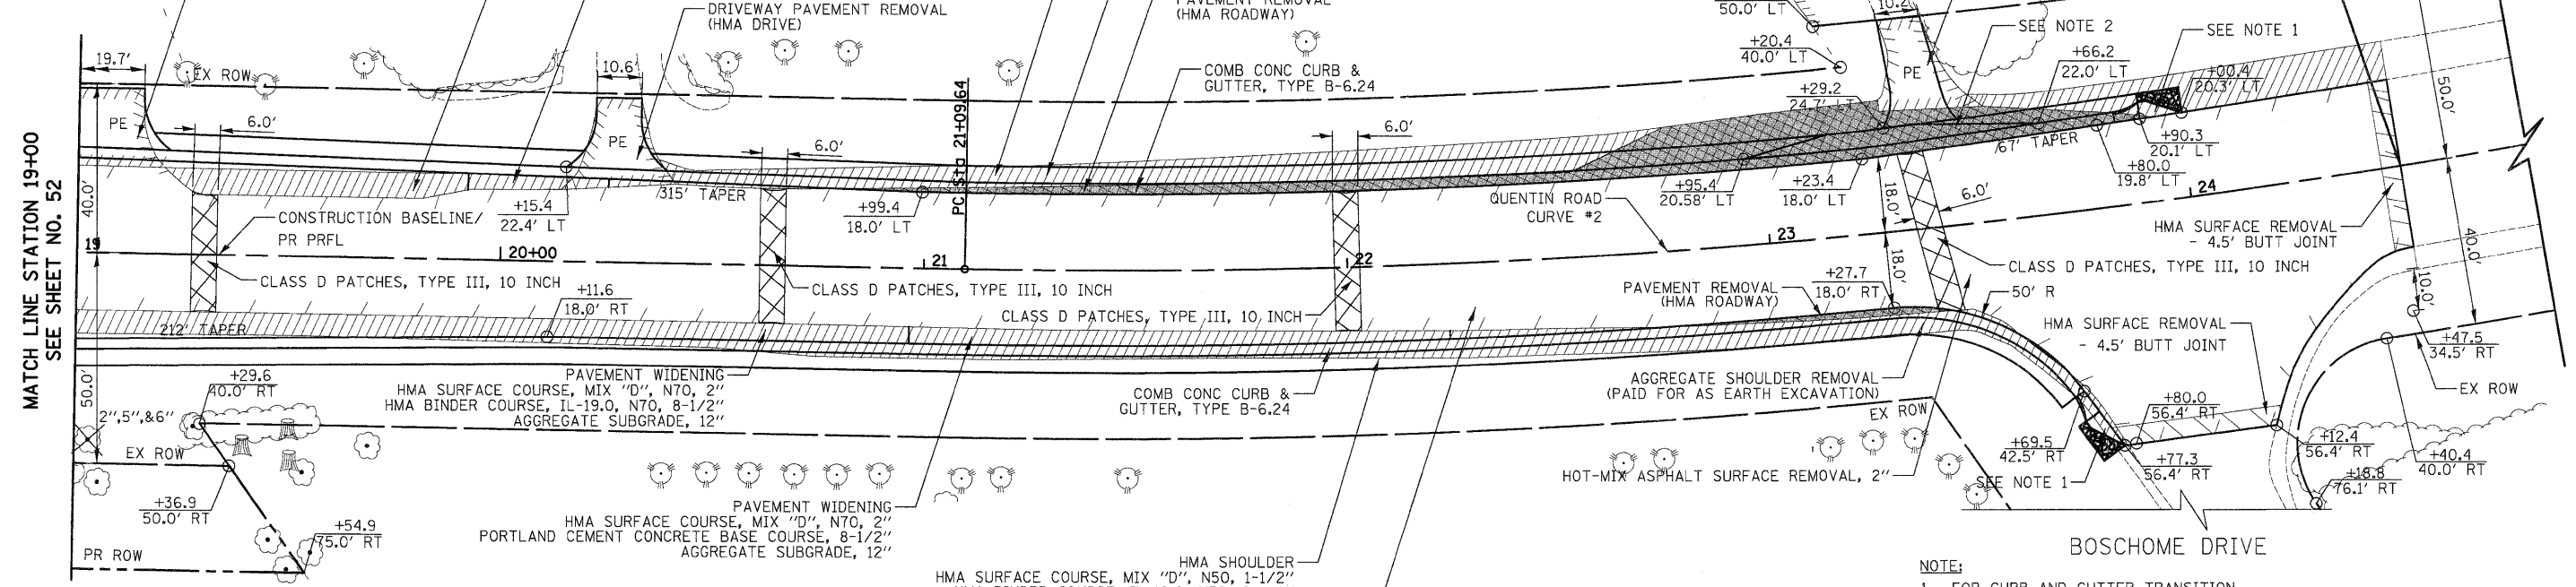 DRIVEWAY PAVEMENT REMOVAL
(HMA DRIVE)
PAVEMENT REMOVAL
(HMA ROADWAY)
50.0' LT
10.2'
SEE NOTE 2
SEE NOTE 1
+20.4
40.0' LT
+66.2
22.0' LT
+00.4
20.3' LT
19.7'
EX ROW
10.6'
PE
COMB CONC CURB &
GUTTER, TYPE B-6.24
+29.2
24.7' LT
50.0'
PE
6.0'
PE
6.0'
PC Sta 21+09.64
6.0'
67' TAPER
+90.3
20.1' LT
+80.0
19.8' LT
MATCH LINE STATION 19+00
SEE SHEET NO. 52
40.0'
315' TAPER
+15.4
22.4' LT
+99.4
18.0' LT
QUENTIN ROAD
CURVE #2
+95.4
20.58' LT
+23.4
18.0' LT
18.0'
6.0'
24
CONSTRUCTION BASELINE/
PR PRFL
HMA SURFACE REMOVAL
- 4.5' BUTT JOINT
40.0'
19
20+00
21
22
23
CLASS D PATCHES, TYPE III, 10 INCH
CLASS D PATCHES, TYPE III, 10 INCH
CLASS D PATCHES, TYPE III, 10 INCH
CLASS D PATCHES, TYPE III, 10 INCH
18.0'
+27.7
18.0' RT
PAVEMENT REMOVAL
(HMA ROADWAY)
50' R
10.0'
+11.6
18.0' RT
212' TAPER
HMA SURFACE REMOVAL
- 4.5' BUTT JOINT
+47.5
34.5' RT
50.0'
+29.6
40.0' RT
PAVEMENT WIDENING
HMA SURFACE COURSE, MIX "D", N70, 2"
HMA BINDER COURSE, IL-19.0, N70, 8-1/2"
AGGREGATE SUBGRADE, 12"
COMB CONC CURB &
GUTTER, TYPE B-6.24
AGGREGATE SHOULDER REMOVAL
(PAID FOR AS EARTH EXCAVATION)
EX ROW
EX ROW
2",5",&6"
+80.0
56.4' RT
EX ROW
+69.5
42.5' RT
+77.3
56.4' RT
+12.4
56.4' RT
+40.4
40.0' RT
+18.8
76.1' RT
HOT-MIX ASPHALT SURFACE REMOVAL, 2"
SEE NOTE 1
+36.9
50.0' RT
+54.9
75.0' RT
PAVEMENT WIDENING
HMA SURFACE COURSE, MIX "D", N70, 2"
PORTLAND CEMENT CONCRETE BASE COURSE, 8-1/2"
AGGREGATE SUBGRADE, 12"
PR ROW
BOSCHOME DRIVE
HMA SHOULDER
HMA SURFACE COURSE, MIX "D", N50, 1-1/2"
NOTE:
1. FOR CURB AND GUTTER TRANSITION